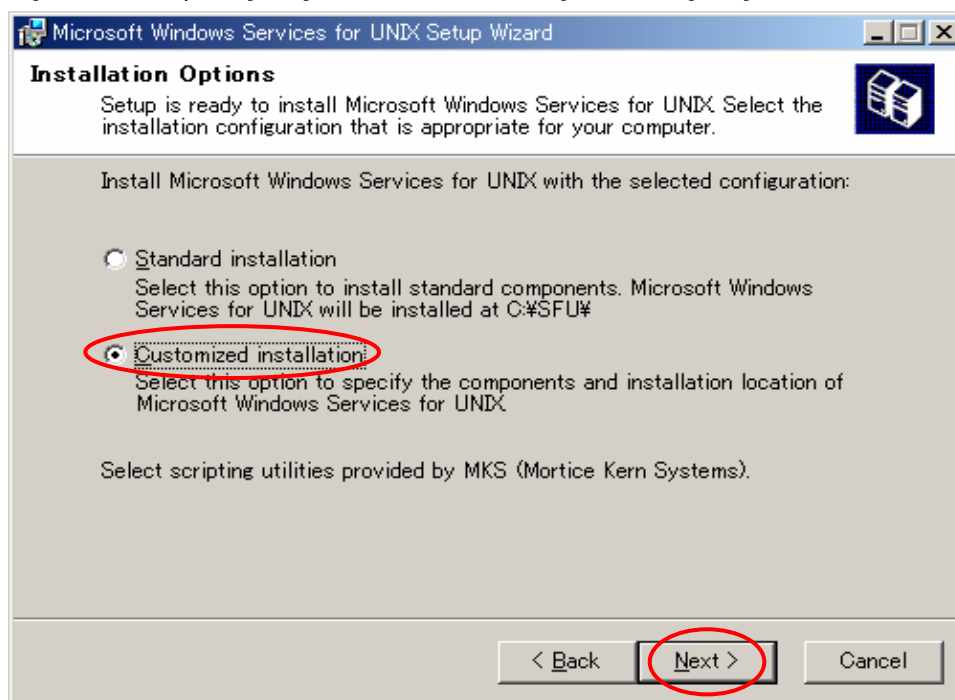 Microsoft Windows Services for UNIX Setup Wizard
Installation Options
Setup is ready to install Microsoft Windows Services for UNIX. Select the
installation configuration that is appropriate for your computer.
Install Microsoft Windows Services for UNIX with the selected configuration:
Standard installation
Select this option to install standard components. Microsoft Windows
Services for UNIX will be installed at C:¥SFU¥
Customized installation
Select this option to specify the components and installation location of
Microsoft Windows Services for UNIX.
Select scripting utilities provided by MKS (Mortice Kern Systems).
< Back
Next >
Cancel